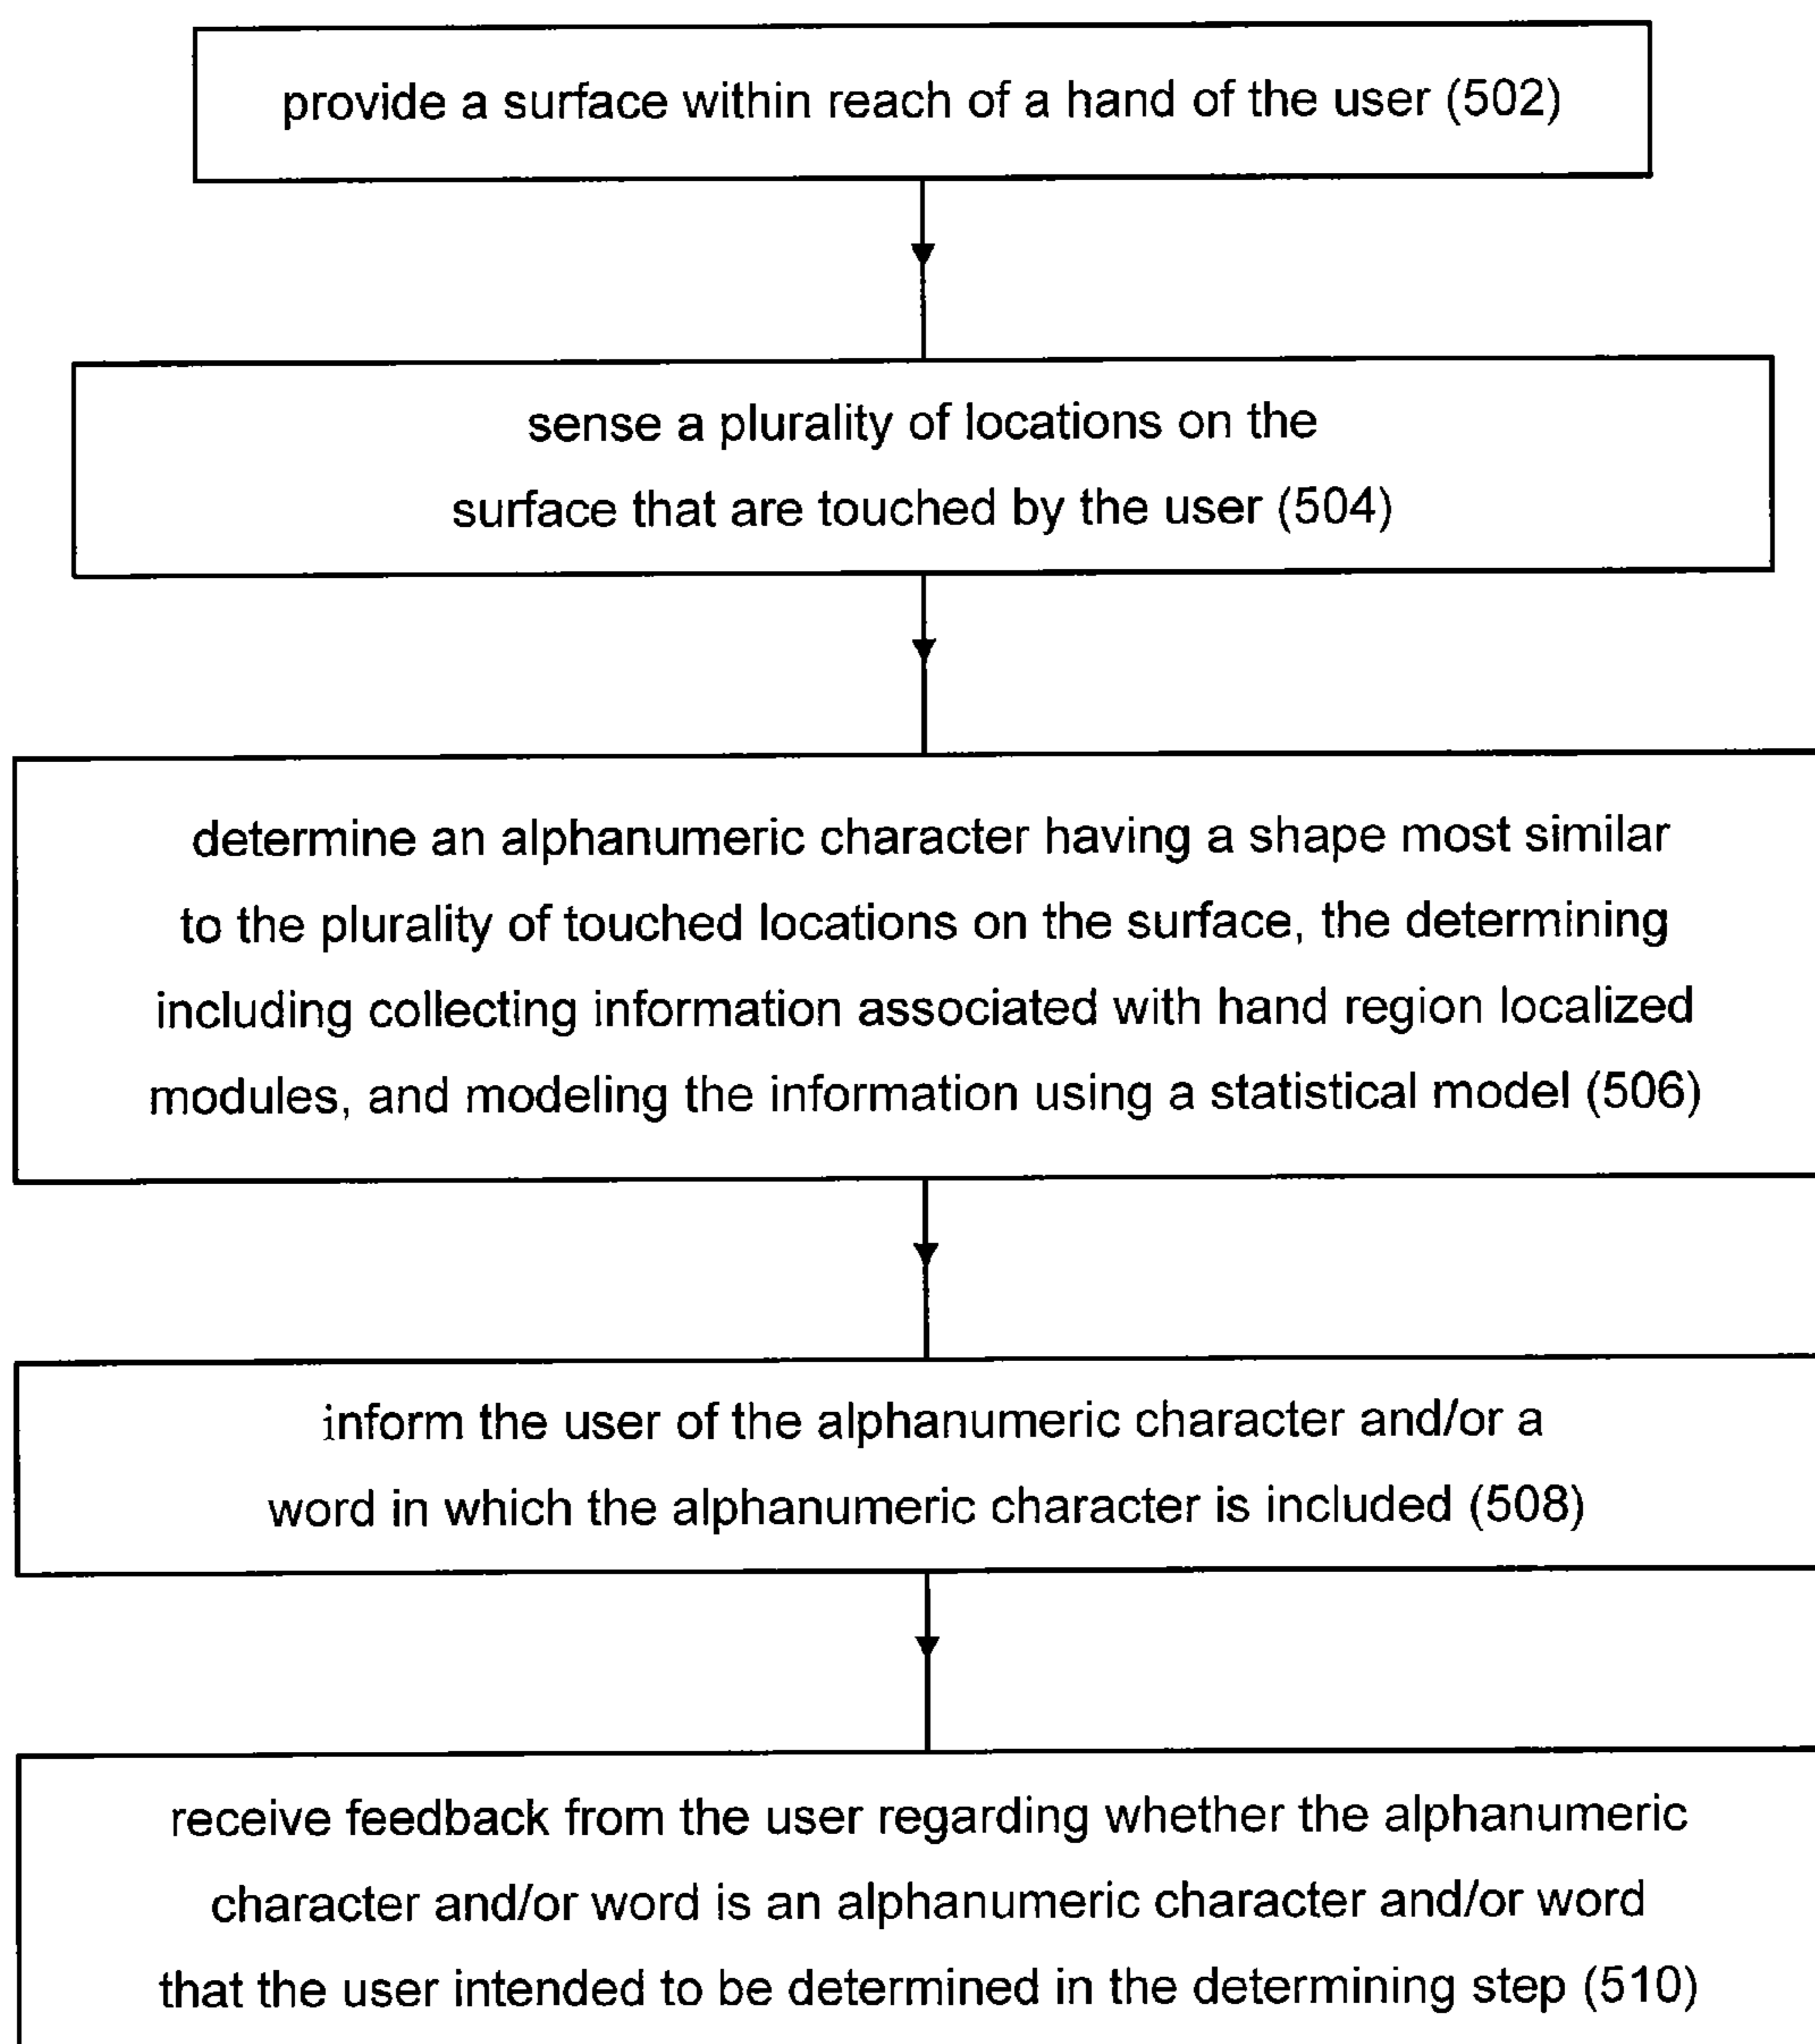 provide a surface within reach of a hand of the user (502)
sense a plurality of locations on the
surface that are touched by the user (504)
determine an alphanumeric character having a shape most similar
to the plurality of touched locations on the surface, the determining
including collecting information associated with hand region localized
modules, and modeling the information using a statistical model (506)
inform the user of the alphanumeric character and/or a
word in which the alphanumeric character is included (508)
receive feedback from the user regarding whether the alphanumeric
character and/or word is an alphanumeric character and/or word
that the user intended to be determined in the determining step (510)